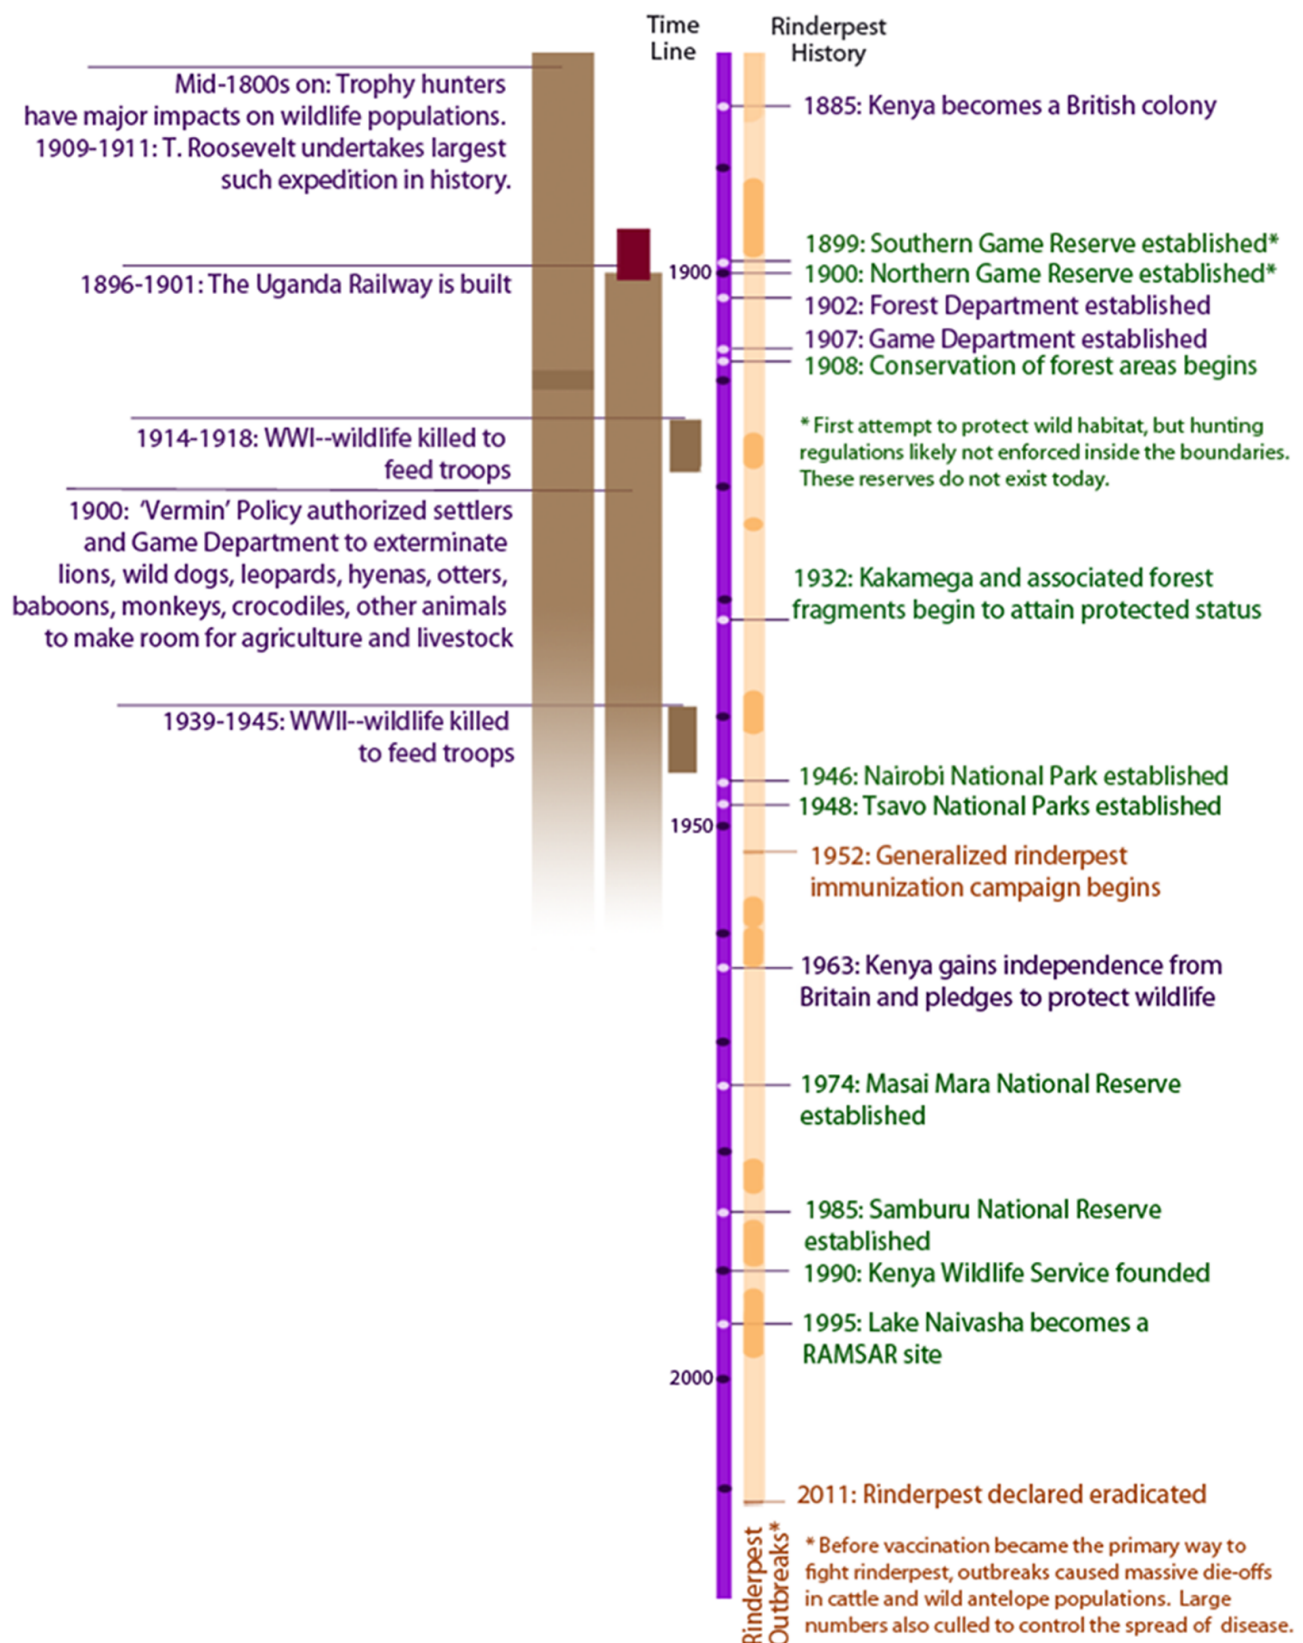 Time
Line
Rinderpest
History
Mid-1800s on: Trophy hunters
have major impacts on wildlife populations.
1909-1911: T. Roosevelt undertakes largest
such expedition in history.
1896-1901: The Uganda Railway is built
1914-1918: WWI--wildlife killed to
feed troops
1900:  'Vermin' Policy authorized settlers
and Game Department to exterminate
lions, wild dogs, leopards, hyenas, otters,
baboons, monkeys, crocodiles, other animals
to make room for agriculture and livestock
1939-1945: WWII--wildlife killed
to feed troops
1900
1950
2000
1885: Kenya becomes a British colony
1899: Southern Game Reserve established*
1900: Northern Game Reserve established*
1902: Forest Department established
1907: Game Department established
1908: Conservation of forest areas begins
* First attempt to protect wild habitat, but hunting
regulations likely not enforced inside the boundaries.
These reserves do not exist today.
1932: Kakamega and associated forest
fragments begin to attain protected status
1946: Nairobi National Park established
1948: Tsavo National Parks established
1952: Generalized rinderpest
immunization campaign begins
1963: Kenya gains independence from
Britain and pledges to protect wildlife
1974: Masai Mara National Reserve
established
1985: Samburu National Reserve
established
1990: Kenya Wildlife Service founded
1995: Lake Naivasha becomes a
RAMSAR site
2011: Rinderpest declared eradicated
Rinderpest
Outbreaks*
* Before vaccination became the primary way to
fight rinderpest, outbreaks caused massive die-offs
in cattle and wild antelope populations.  Large
numbers also culled to control the spread of  disease.